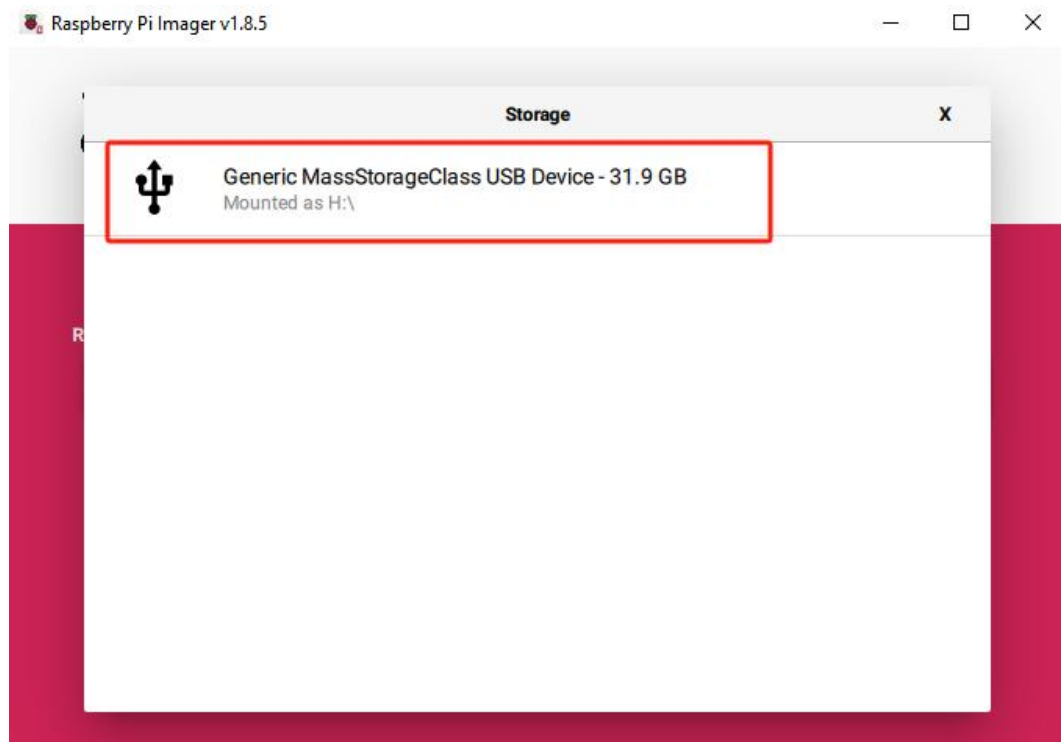 Raspberry Pi Imager v1.8.5
Storage
X
Generic MassStorageClass USB Device - 31.9 GB
Mounted as H:\
R